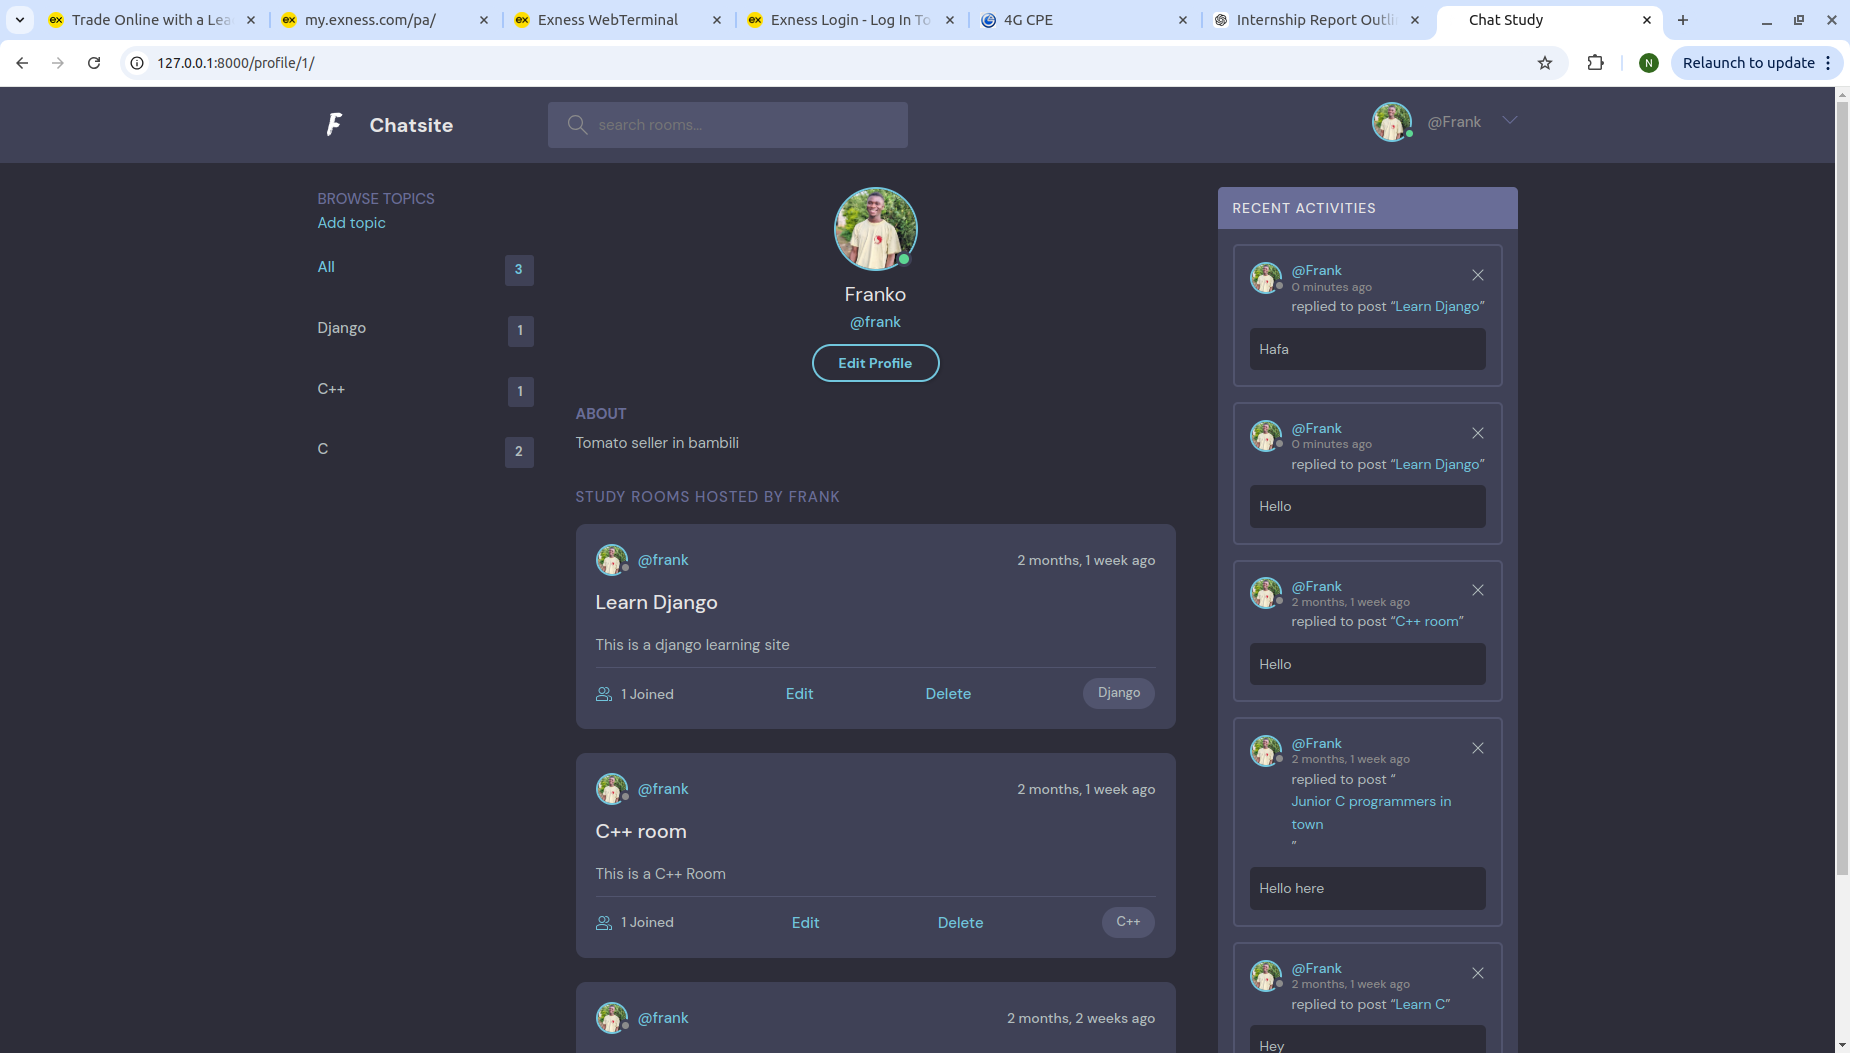 Trade Online with a Lea
my.exness.com/pa/
Exness WebTerminal
Exness Login - Log In To
4G CPE
Internship Report Outli
Chat Study
127.0.0.1:8000/profile/1/
N
Relaunch to update
Chatsite
search rooms...
@Frank
BROWSE TOPICS
Add topic
All 3
Django 1
C++ 1
C 2
Franko
@frank
Edit Profile
ABOUT
Tomato seller in bambili
STUDY ROOMS HOSTED BY FRANK
@frank 2 months, 1 week ago
Learn Django
This is a django learning site
1 Joined Edit Delete Django
@frank 2 months, 1 week ago
C++ room
This is a C++ Room
1 Joined Edit Delete C++
@frank 2 months, 2 weeks ago
RECENT ACTIVITIES
@Frank
0 minutes ago
replied to post “Learn Django”
Hafa
@Frank
0 minutes ago
replied to post “Learn Django”
Hello
@Frank
2 months, 1 week ago
replied to post “C++ room”
Hello
@Frank
2 months, 1 week ago
replied to post “
Junior C programmers in
town
”
Hello here
@Frank
2 months, 1 week ago
replied to post “Learn C”
Hey